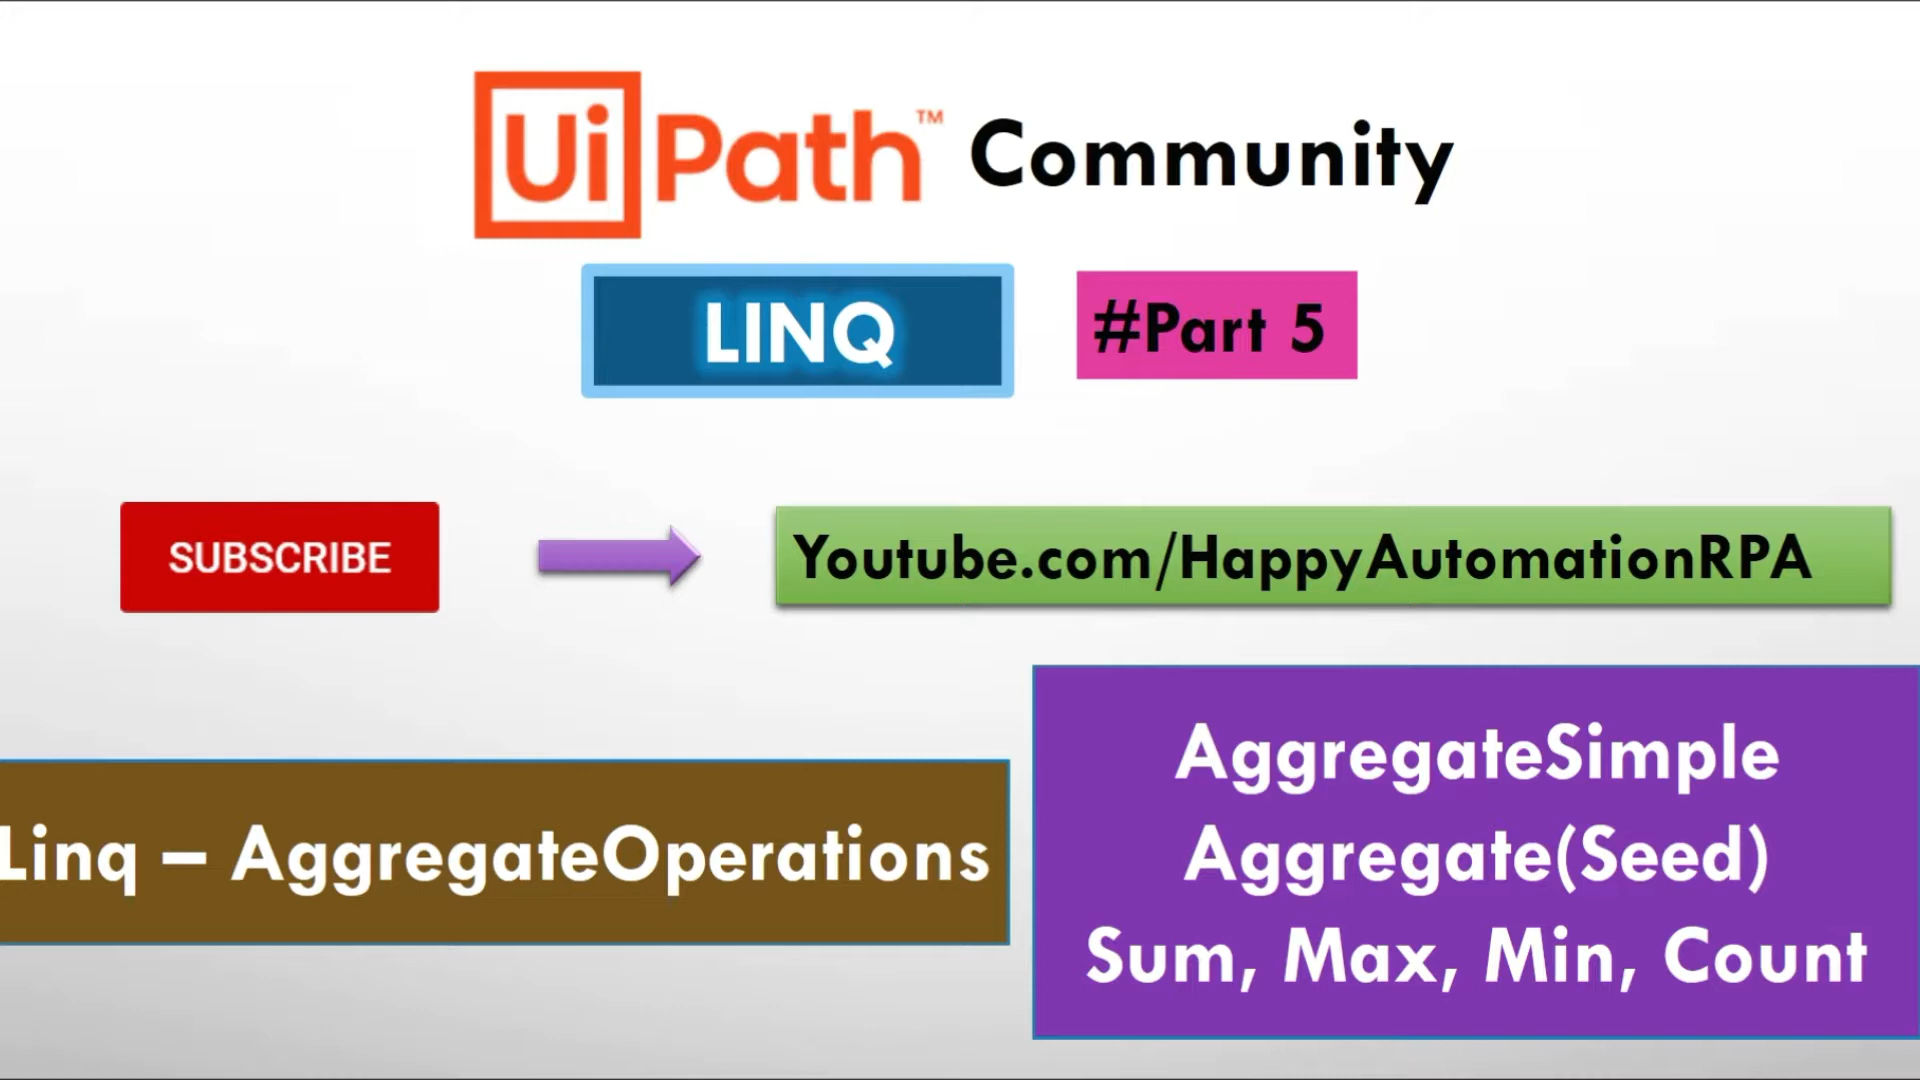 UiPath™ Community
LINQ
#Part 5
SUBSCRIBE
Youtube.com/HappyAutomationRPA
Linq – AggregateOperations
AggregateSimple
Aggregate(Seed)
Sum, Max, Min, Count